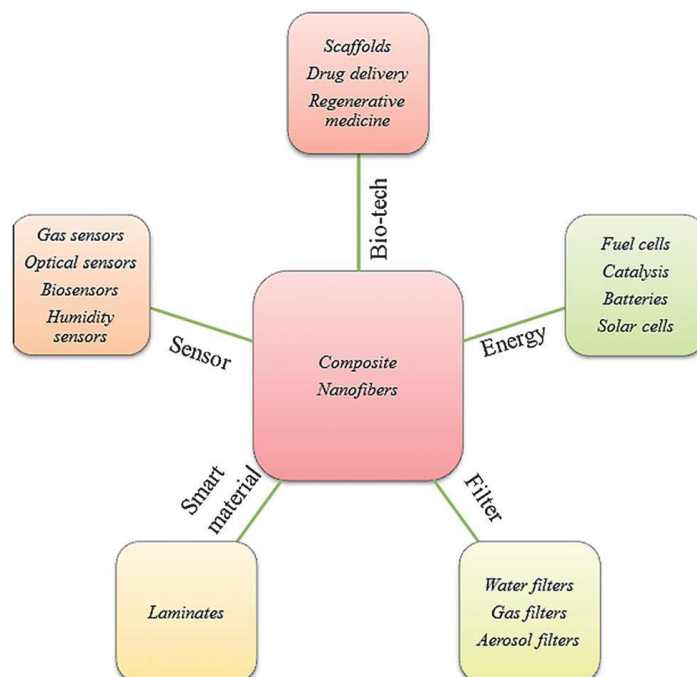 Scaffolds
Drug delivery
Regenerative
medicine
Bio-tech
Gas sensors
Optical sensors
Biosensors
Humidity
sensors
Sensor
Composite
Nanofibers
Energy
Fuel cells
Catalysis
Batteries
Solar cells
Smart
material
Laminates
Filter
Water filters
Gas filters
Aerosol filters